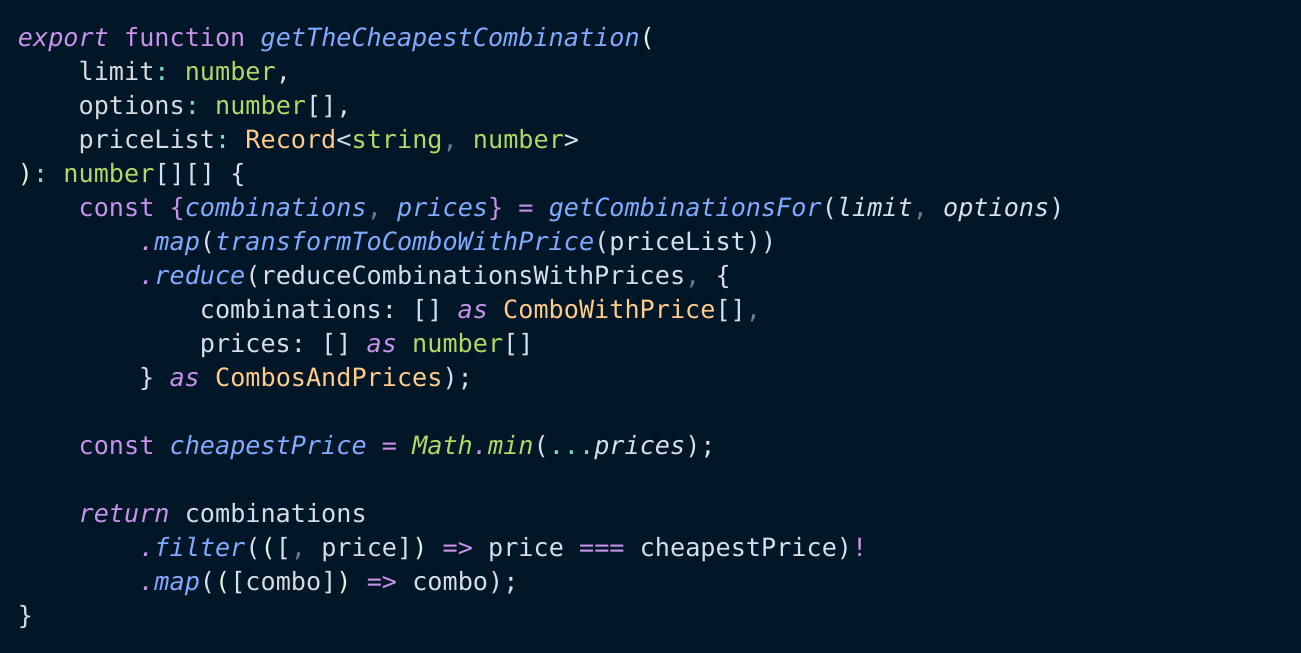 export function getTheCheapestCombination(
    limit: number,
    options: number[],
    priceList: Record<string, number>
): number[][] {
    const {combinations, prices} = getCombinationsFor(limit, options)
        .map(transformToComboWithPrice(priceList))
        .reduce(reduceCombinationsWithPrices, {
            combinations: [] as ComboWithPrice[],
            prices: [] as number[]
        } as CombosAndPrices);

    const cheapestPrice = Math.min(...prices);

    return combinations
        .filter(([, price]) => price === cheapestPrice)!
        .map(([combo]) => combo);
}